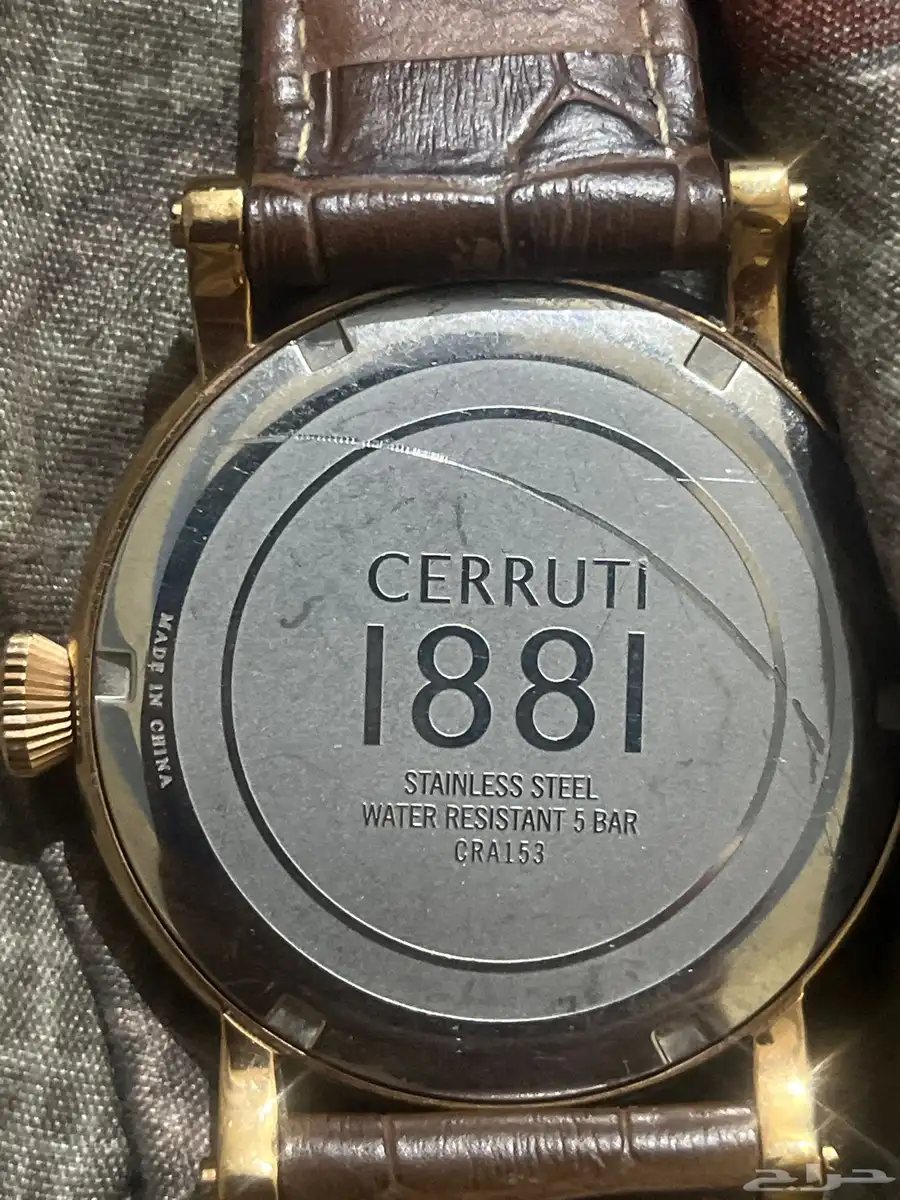 CERRUTI
1881
STAINLESS STEEL
WATER RESISTANT 5 BAR
CRA153
MADE IN CHINA
حراج